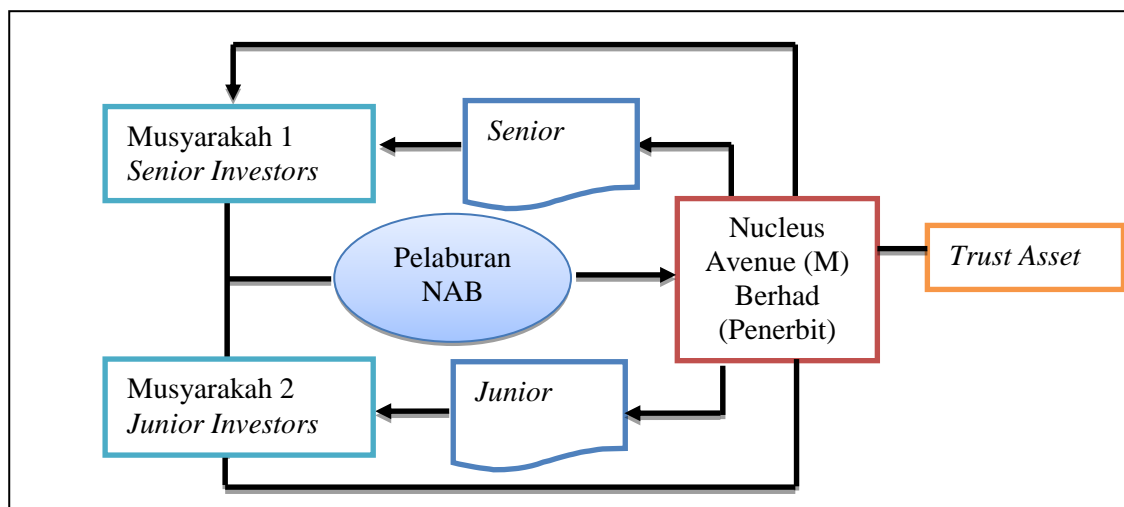 Musyarakah 1
Senior Investors
Senior
Pelaburan
NAB
Nucleus
Avenue (M)
Berhad
(Penerbit)
Trust Asset
Musyarakah 2
Junior Investors
Junior